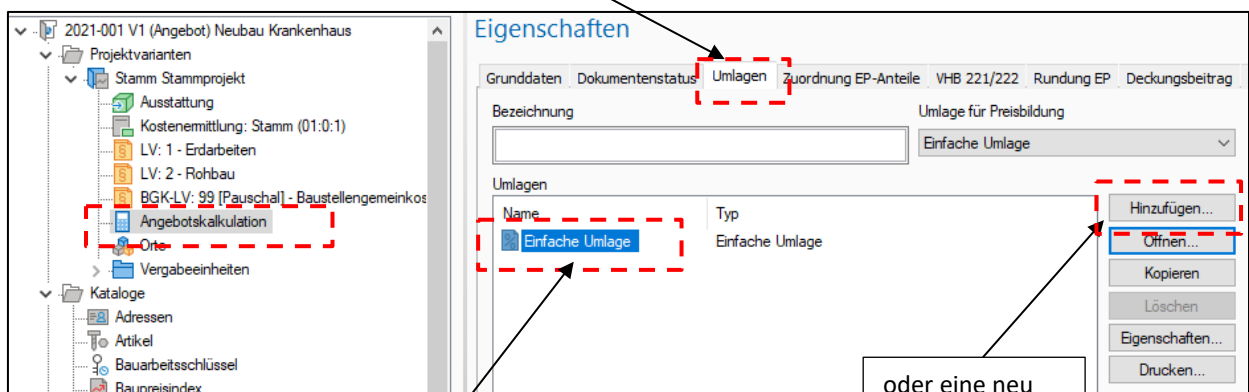 2021-001 V1 (Angebot) Neubau Krankenhaus
Projektvarianten
Stamm Stammprojekt
Ausstattung
Kostenermittlung: Stamm (01:0:1)
LV: 1 - Erdarbeiten
LV: 2 - Rohbau
BGK-LV: 99 [Pauschal] - Baustellengemeinkos
Angebotskalkulation
Orte
Vergabeeinheiten
Kataloge
Adressen
Artikel
Bauarbeitsschlüssel
Baupreisindex
Eigenschaften
Grunddaten Dokumentenstatus Umlagen Zuordnung EP-Anteile VHB 221/222 Rundung EP Deckungsbeitrag
Bezeichnung
Umlage für Preisbildung
Einfache Umlage
Umlagen
Name Typ
Einfache Umlage Einfache Umlage
Hinzufügen...
Öffnen...
Kopieren
Löschen
Eigenschaften...
Drucken...
oder eine neu